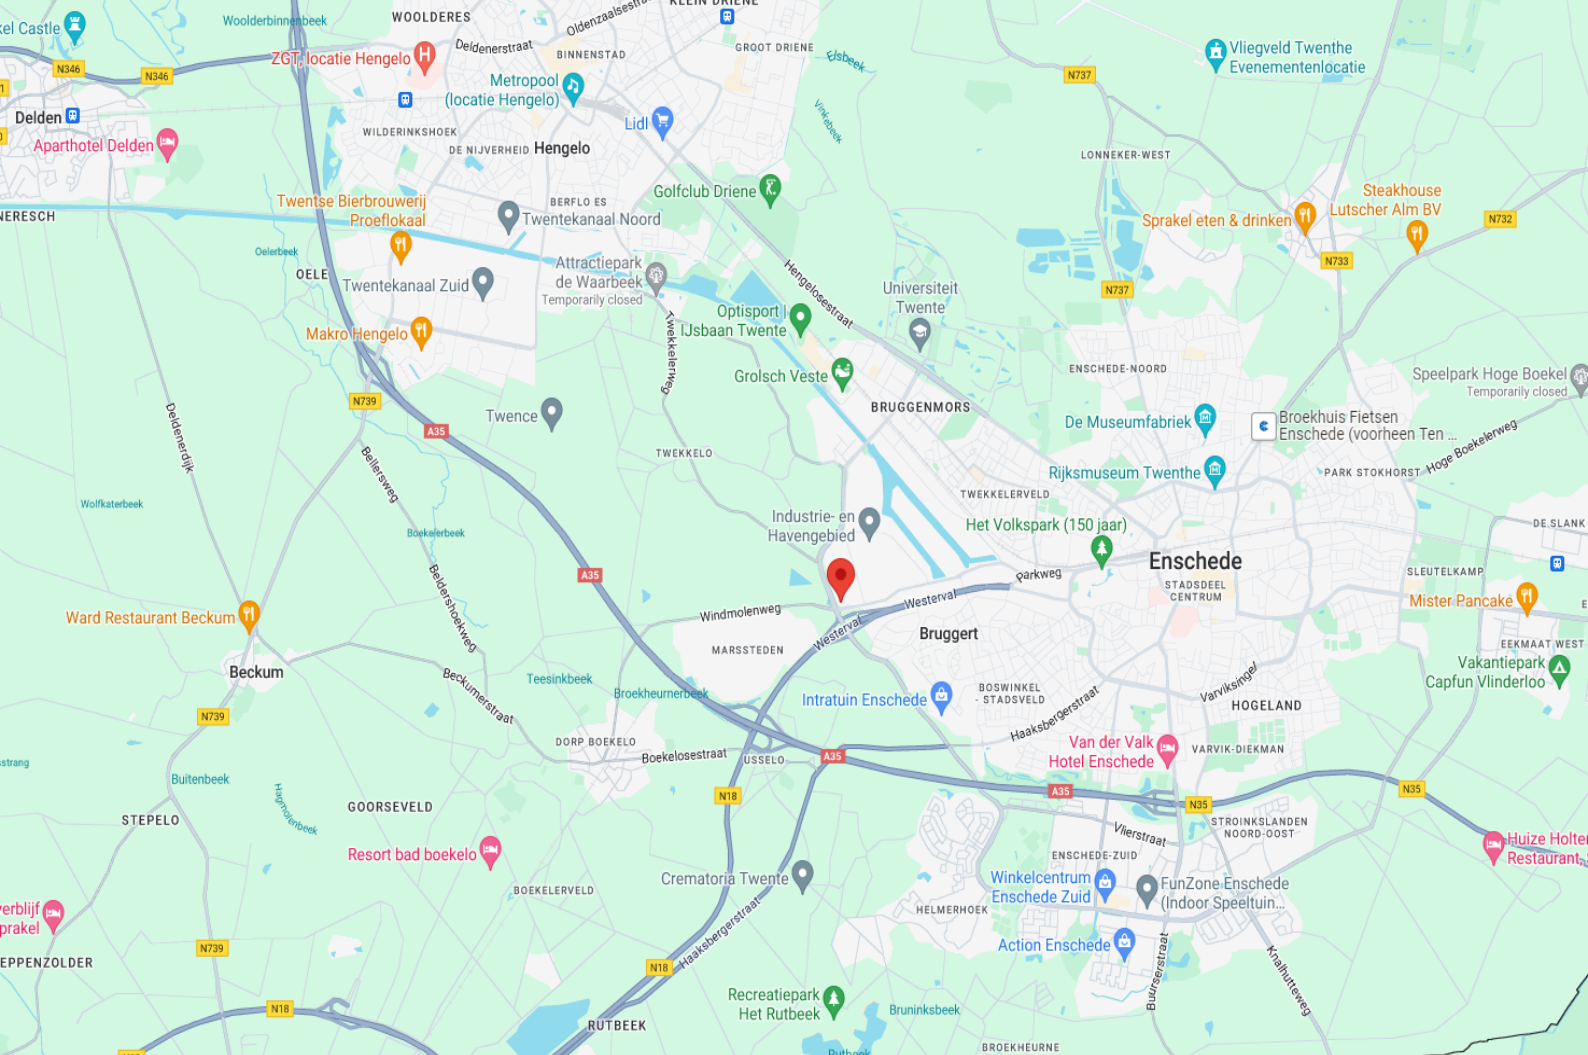 WOOLDERES
KLEIN DRIENE
Woolderbinnenbeek
kel Castle
Oldenzaalsestra
Deldenerstraat
BINNENSTAD
GROOT DRIENE
Elsbeek
ZGT, locatie Hengelo
H
N346
N346
Metropool
(locatie Hengelo)
Vliegveld Twenthe
Evenementenlocatie
N737
Delden
Lidl
Vinkebeek
WILDERINKSHOEK
DE NIJVERHEID
Hengelo
Aparthotel Delden
LONNEKER-WEST
Golfclub Driene
Steakhouse
Lutscher Alm BV
Twentse Bierbrouwerij
Proeflokaal
BERFLO ES
Twentekanaal Noord
NERESCH
Sprakel eten & drinken
N732
Oelerbeek
OELE
Attractiepark
de Waarbeek
Temporarily closed
Hengelosestraat
N733
Twentekanaal Zuid
Universiteit
Twente
N737
Optisport |
IJsbaan Twente
Twekkelerweg
Makro Hengelo
Grolsch Veste
ENSCHEDE-NOORD
Speelpark Hoge Boekel
Temporarily closed
N739
Twence
BRUGGENMORS
De Museumfabriek
Broekhuis Fietsen
Enschede (voorheen Ten ...
A35
Deldenerdijk
Bellersweg
TWEKKELO
Hoge Boekelerweg
Rijksmuseum Twenthe
PARK STOKHORST
Wolfkaterbeek
TWEKKELERVELD
Industrie- en
Havengebied
Het Volkspark (150 jaar)
DE SLANK
Boekelerbeek
Enschede
STADSDEEL
CENTRUM
A35
Parkweg
SLEUTELKAMP
Beldershoekweg
Westerval
Mister Pancake
Windmolenweg
Ward Restaurant Beckum
Westerval
Bruggert
MARSSTEDEN
EEKMAAT WEST
Beckum
Vakantiepark
Capfun Vlinderloo
Teesinkbeek
Broekheurnerbeek
Beckumerstraat
Intratuin Enschede
BOSWINKEL
- STADSVELD
Varviksingel
HOGELAND
N739
Haaksbergerstraat
DORP BOEKELO
Boekelosestraat
USSELO
A35
Van der Valk
Hotel Enschede
VARVIK-DIEKMAN
sstrang
Buitenbeek
Hagmolenbeek
N18
A35
N35
N35
GOORSEVELD
STEPELO
STROINKSLANDEN
NOORD-OOST
Vlierstraat
Huize Holter
Restaurant,
Resort bad boekelo
ENSCHEDE-ZUID
Crematoria Twente
Winkelcentrum
Enschede Zuid
FunZone Enschede
(Indoor Speeltuin...
BOEKELERVELD
verblijf
prakel
HELMERHOEK
Haaksbergerstraat
Action Enschede
N739
EPPENZOLDER
N18
Buurserstraat
Knalhutteweg
Recreatiepark
Het Rutbeek
N18
Bruninksbeek
RUTBEEK
BROEKHEURNE
Rutbeek